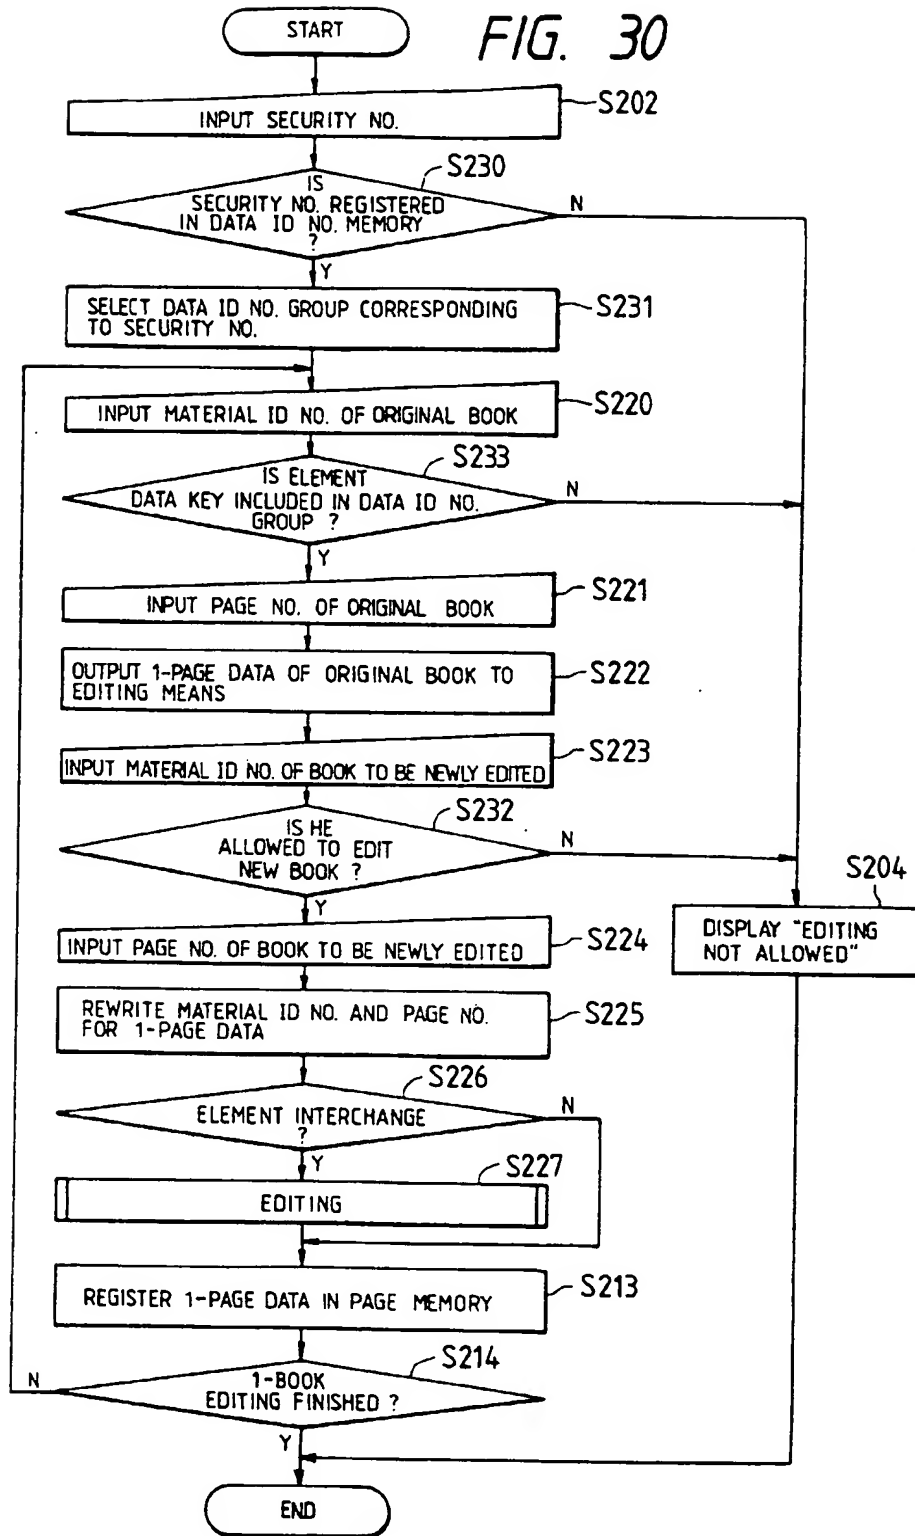 FIG. 30
START
INPUT SECURITY NO.
S202
S230
IS
SECURITY NO. REGISTERED
IN DATA ID NO. MEMORY
?
N
Y
SELECT DATA ID NO. GROUP CORRESPONDING
TO SECURITY NO.
S231
INPUT MATERIAL ID NO. OF ORIGINAL BOOK
S220
S233
IS ELEMENT
DATA KEY INCLUDED IN DATA ID NO.
GROUP ?
N
Y
INPUT PAGE NO. OF ORIGINAL BOOK
S221
OUTPUT 1-PAGE DATA OF ORIGINAL BOOK TO
EDITING MEANS
S222
INPUT MATERIAL ID NO. OF BOOK TO BE NEWLY EDITED
S223
S232
IS HE
ALLOWED TO EDIT
NEW BOOK ?
N
Y
S204
DISPLAY "EDITING
NOT ALLOWED"
INPUT PAGE NO. OF BOOK TO BE NEWLY EDITED
S224
REWRITE MATERIAL ID NO. AND PAGE NO.
FOR 1-PAGE DATA
S225
S226
ELEMENT INTERCHANGE
?
N
Y
S227
EDITING
REGISTER 1-PAGE DATA IN PAGE MEMORY
S213
S214
1-BOOK
EDITING FINISHED ?
N
Y
END